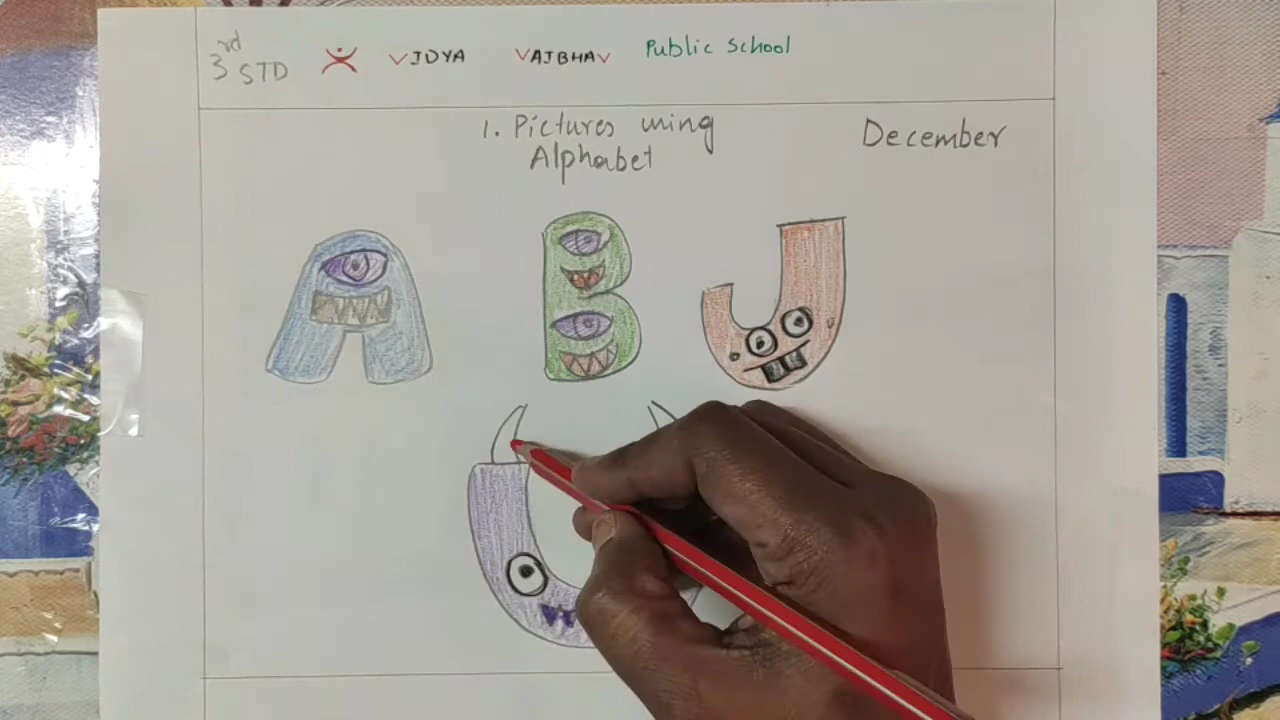 3rd STD VIDYA VAIBHAV Public School
1. Pictures using
Alphabet
December
A B J
U